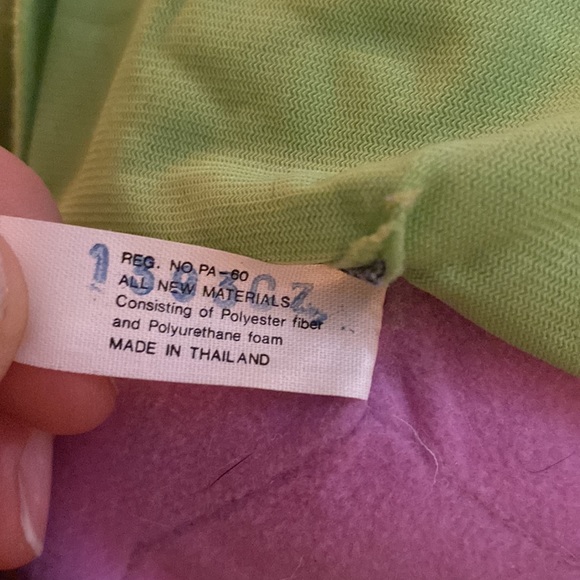 REG. NO. PA-60
ALL NEW MATERIALS
Consisting of Polyester fiber
and Polyurethane foam
MADE IN THAILAND